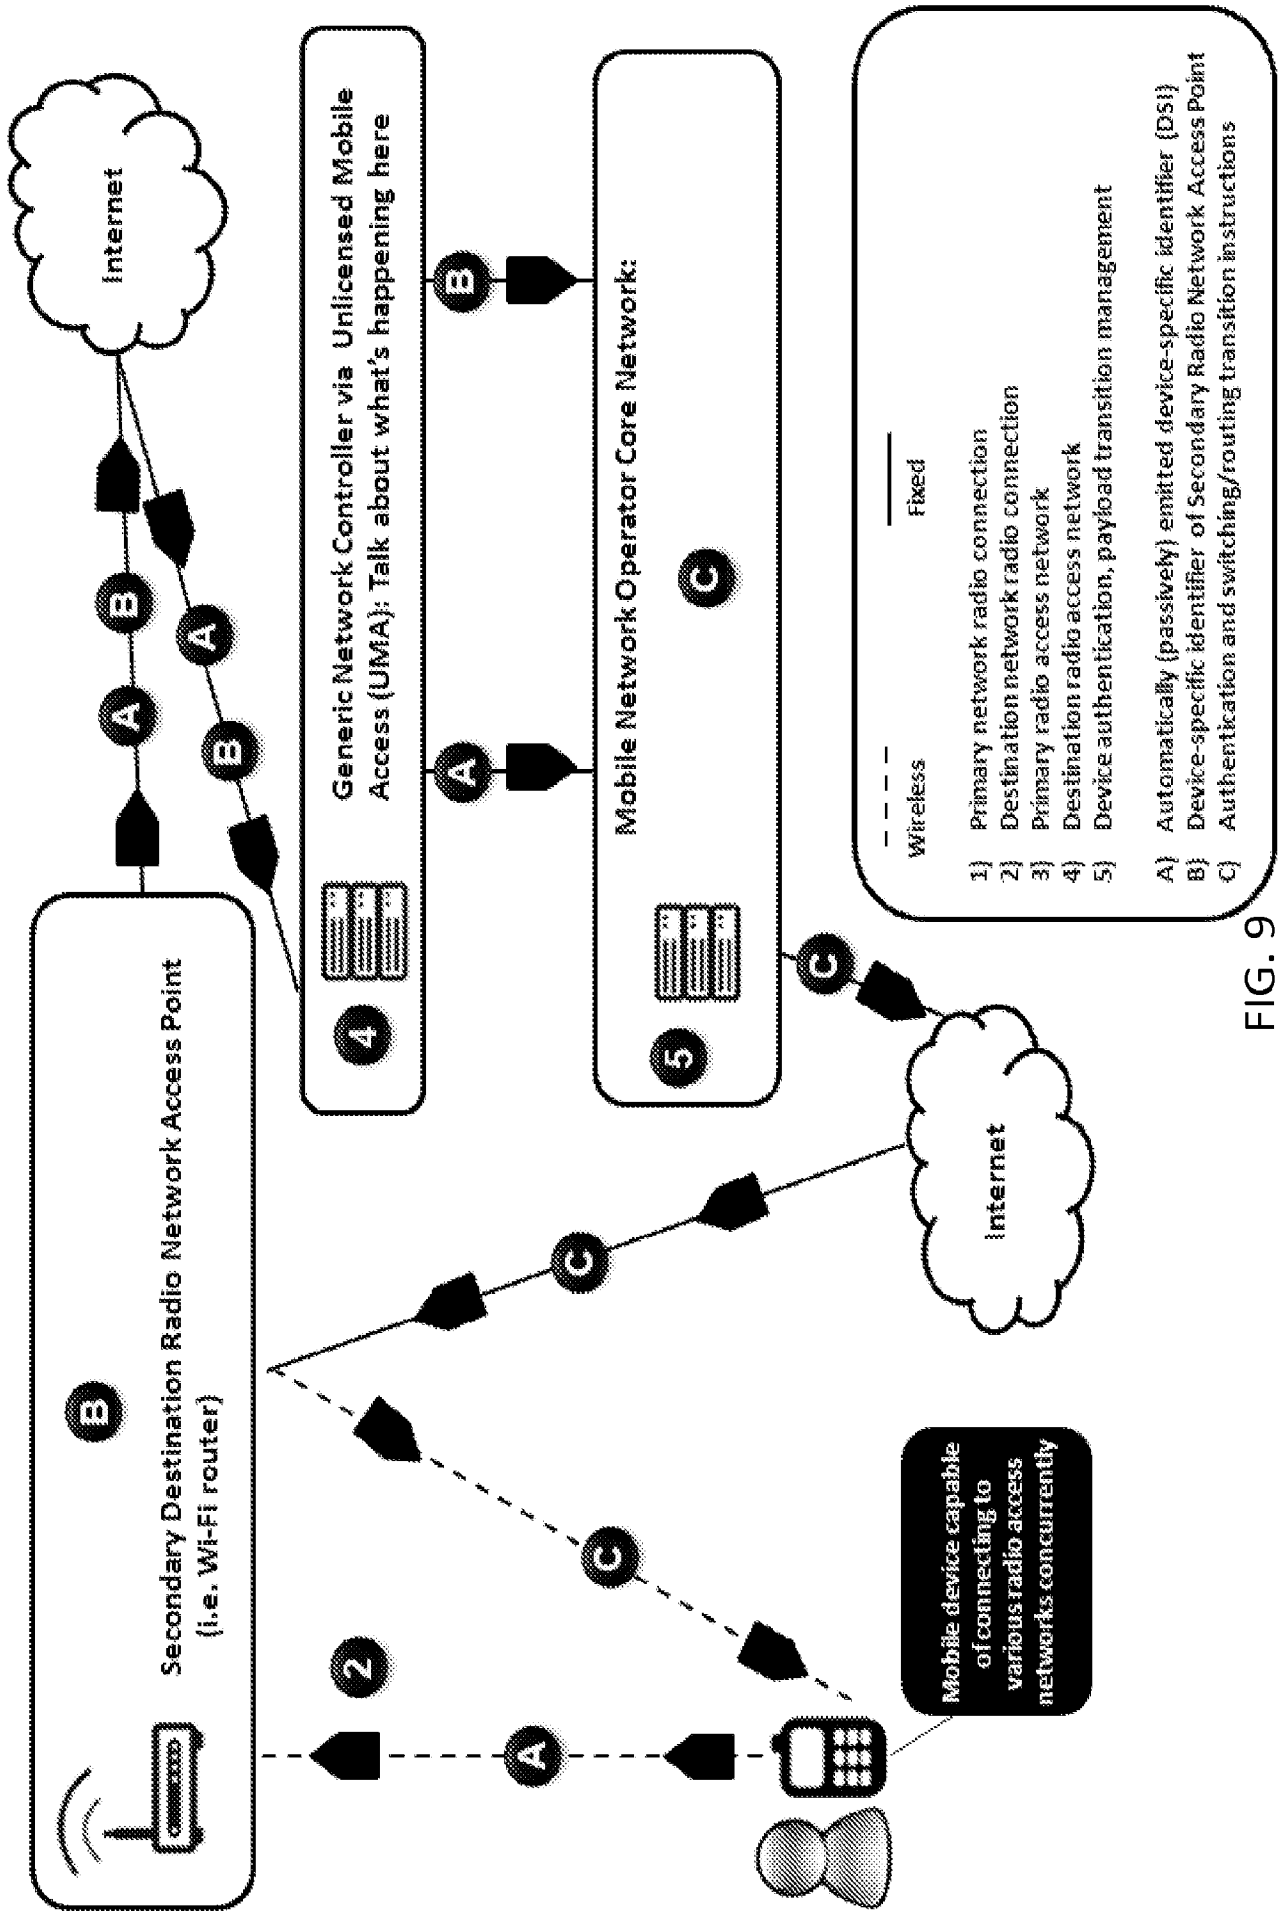 B
Secondary Destination Radio Network Access Point
(i.e. Wi-Fi router)
A
B
Internet
B
A
4
Generic Network Controller via Unlicensed Mobile
Access (UMA): Talk about what's happening here
2
A
B
A
C
5
Mobile Network Operator Core Network:
C
C
C
Internet
Mobile device capable
of connecting to
various radio access
networks concurrently
Wireless
Fixed
1) Primary network radio connection
2) Destination network radio connection
3) Primary radio access network
4) Destination radio access network
5) Device authentication, payload transition management
A) Automatically (passively) emitted device-specific identifier (DSI)
B) Device-specific identifier of Secondary Radio Network Access Point
C) Authentication and switching/routing transition instructions
FIG. 9